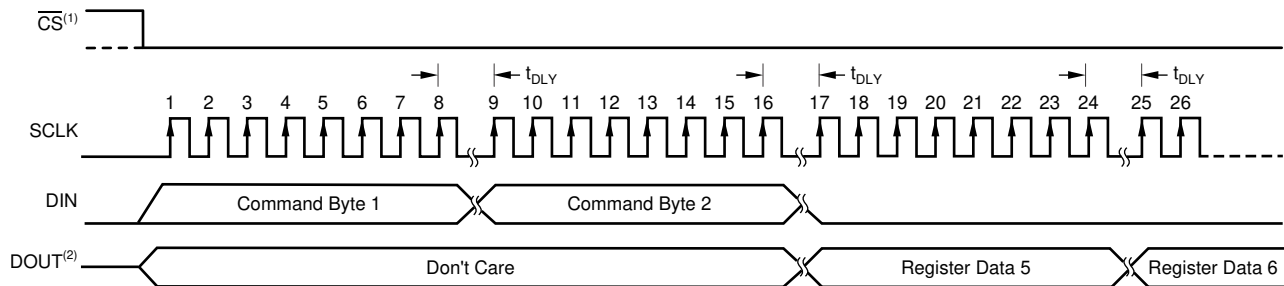 CS(1)
tDLY tDLY tDLY
1 2 3 4 5 6 7 8 9 10 11 12 13 14 15 16 17 18 19 20 21 22 23 24 25 26
SCLK
DIN Command Byte 1 Command Byte 2
DOUT(2) Don't Care Register Data 5 Register Data 6